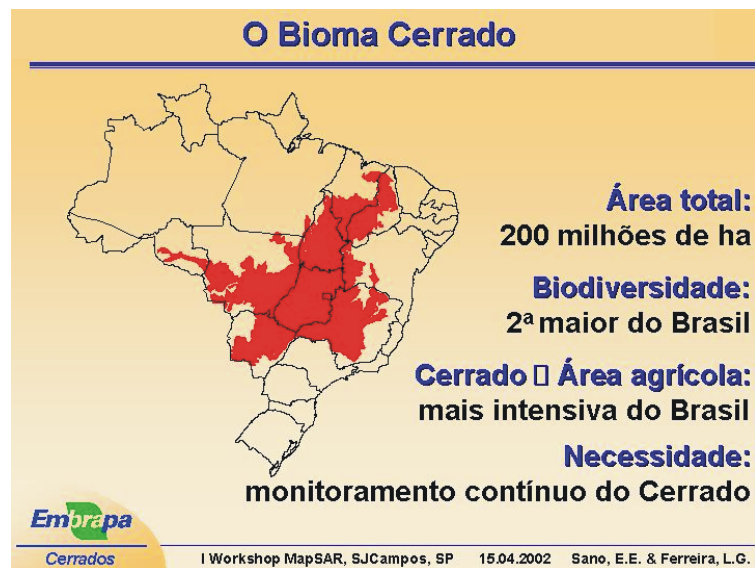 O Bioma Cerrado
Área total:
200 milhões de ha
Biodiversidade:
2ª maior do Brasil
Cerrado  Área agrícola:
mais intensiva do Brasil
Necessidade:
monitoramento contínuo do Cerrado
Embrapa
Cerrados
I Workshop MapSAR, SJCampos, SP 15.04.2002 Sano, E.E. & Ferreira, L.G.